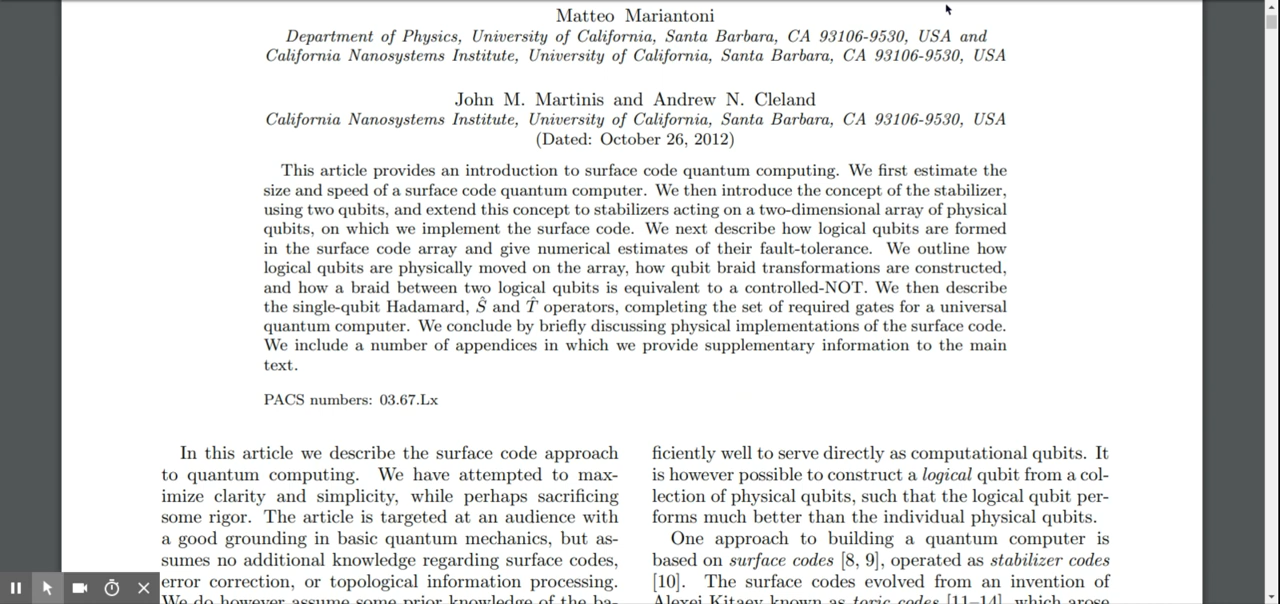 Matteo Mariantoni
Department of Physics, University of California, Santa Barbara, CA 93106-9530, USA and
California Nanosystems Institute, University of California, Santa Barbara, CA 93106-9530, USA
John M. Martinis and Andrew N. Cleland
California Nanosystems Institute, University of California, Santa Barbara, CA 93106-9530, USA
(Dated: October 26, 2012)
This article provides an introduction to surface code quantum computing. We first estimate the
size and speed of a surface code quantum computer. We then introduce the concept of the stabilizer,
using two qubits, and extend this concept to stabilizers acting on a two-dimensional array of physical
qubits, on which we implement the surface code. We next describe how logical qubits are formed
in the surface code array and give numerical estimates of their fault-tolerance. We outline how
logical qubits are physically moved on the array, how qubit braid transformations are constructed,
and how a braid between two logical qubits is equivalent to a controlled-NOT. We then describe
the single-qubit Hadamard, Ŝ and T̂ operators, completing the set of required gates for a universal
quantum computer. We conclude by briefly discussing physical implementations of the surface code.
We include a number of appendices in which we provide supplementary information to the main
text.
PACS numbers: 03.67.Lx
In this article we describe the surface code approach
to quantum computing. We have attempted to max-
imize clarity and simplicity, while perhaps sacrificing
some rigor. The article is targeted at an audience with
a good grounding in basic quantum mechanics, but as-
sumes no additional knowledge regarding surface codes,
error correction, or topological information processing.
We do however assume some prior knowledge of the ba-
ficiently well to serve directly as computational qubits. It
is however possible to construct a logical qubit from a col-
lection of physical qubits, such that the logical qubit per-
forms much better than the individual physical qubits.
One approach to building a quantum computer is
based on surface codes [8, 9], operated as stabilizer codes
[10]. The surface codes evolved from an invention of
Alexei Kitaev known as toric codes [11–14], which arose